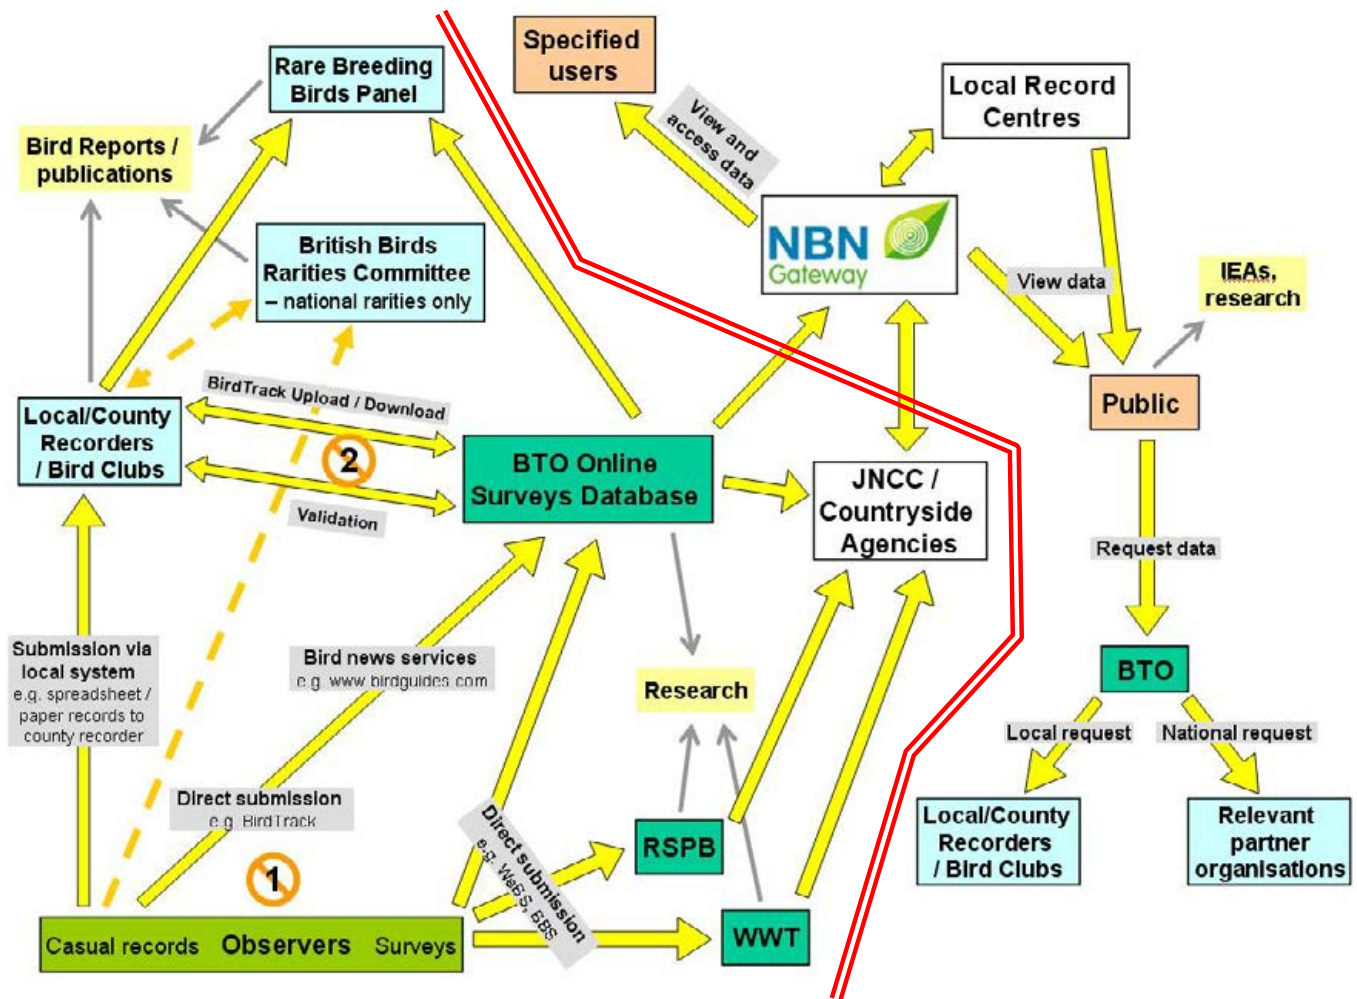 Specified
users
Rare Breeding
Birds Panel
Local Record
Centres
View and
access data
Bird Reports /
publications
British Birds
Rarities Committee
– national rarities only
NBN
Gateway
View data
IEAs,
research
BirdTrack Upload / Download
Public
Local/County
Recorders
/ Bird Clubs
2
BTO Online
Surveys Database
JNCC /
Countryside
Agencies
Validation
Request data
Submission via
local system
e.g. spreadsheet /
paper records to
county recorder
Bird news services
e.g. www.birdguides.com
Research
BTO
Local request
National request
Direct submission
e.g. BirdTrack
Direct submission
e.g. WeBS, BBS
RSPB
Local/County
Recorders
/ Bird Clubs
Relevant
partner
organisations
1
WWT
Casual records Observers Surveys